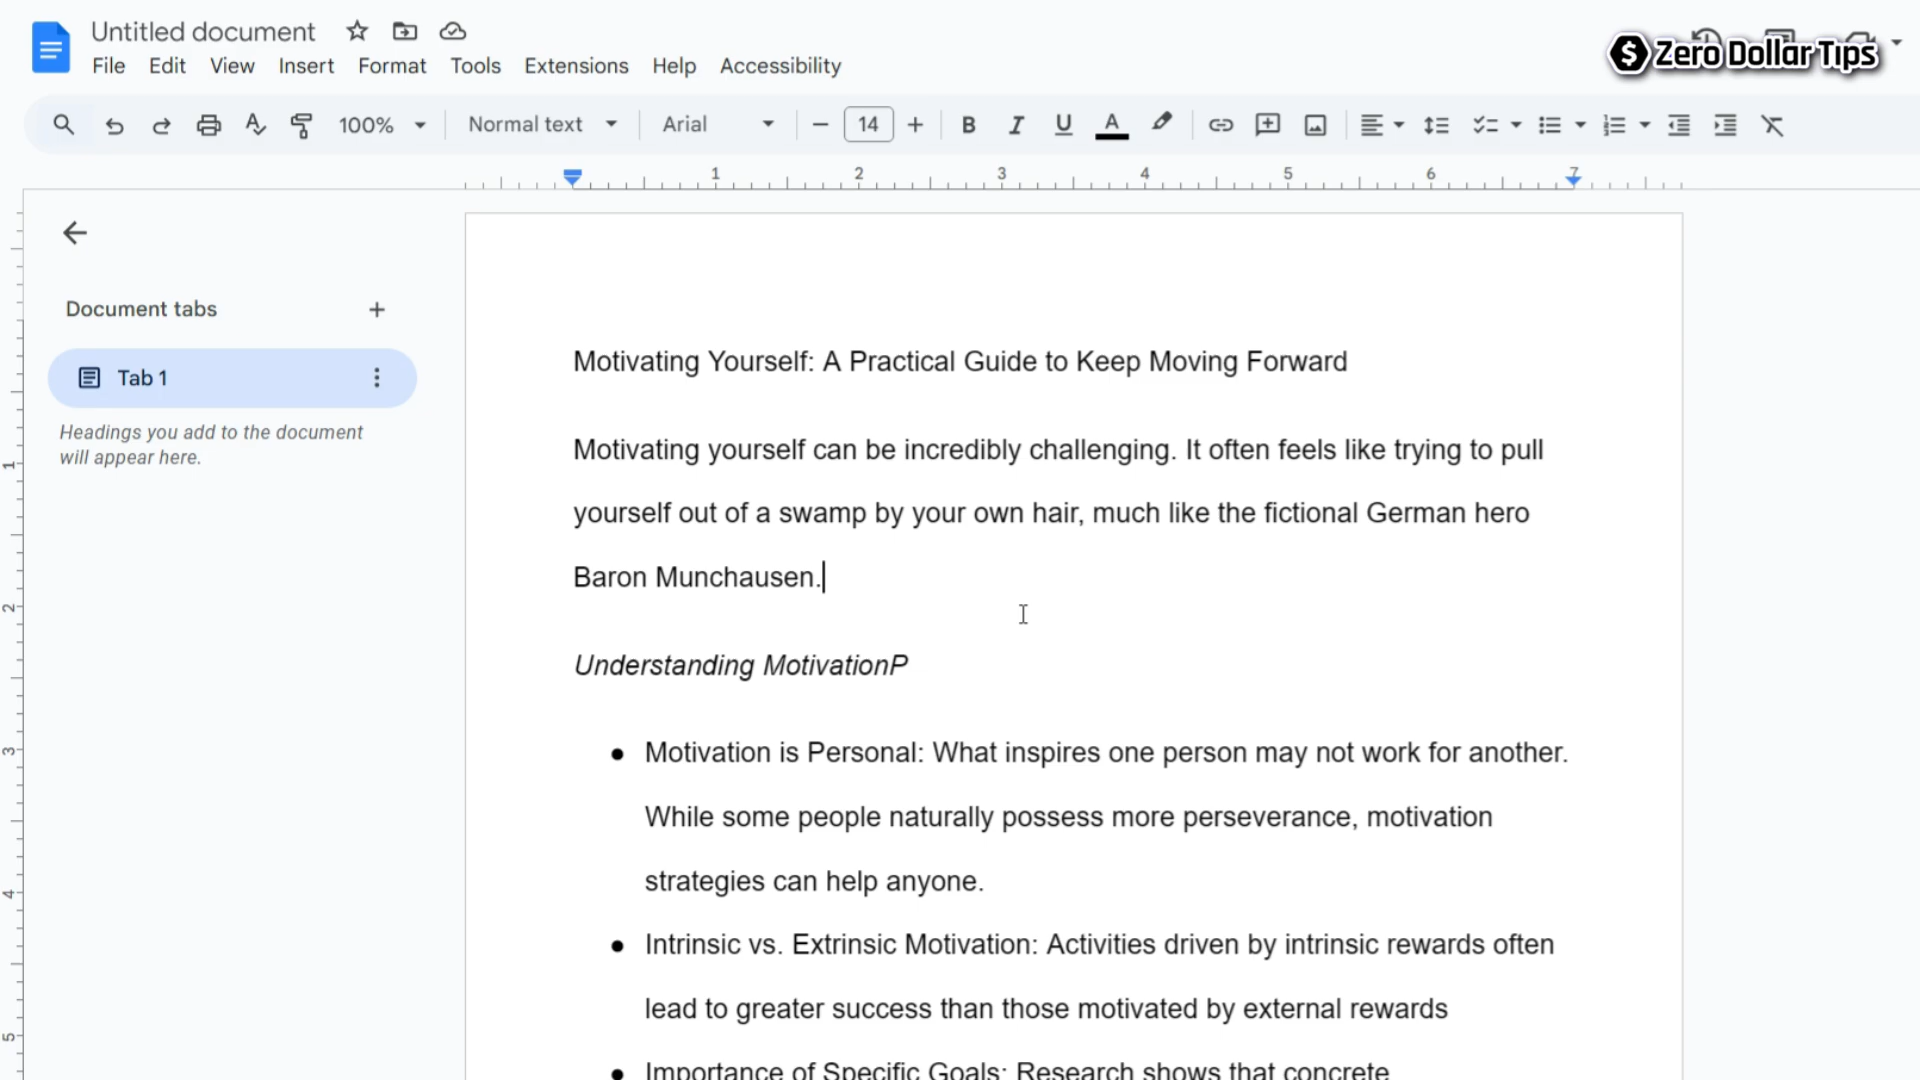 Untitled document
Zero Dollar Tips
File Edit View Insert Format Tools Extensions Help Accessibility
100% Normal text Arial 14
1 2 3 4 5 6 7
Document tabs
Tab 1
Headings you add to the document
will appear here.
1
2
3
4
5
Motivating Yourself: A Practical Guide to Keep Moving Forward
Motivating yourself can be incredibly challenging. It often feels like trying to pull
yourself out of a swamp by your own hair, much like the fictional German hero
Baron Munchausen.
Understanding MotivationP
● Motivation is Personal: What inspires one person may not work for another.
While some people naturally possess more perseverance, motivation
strategies can help anyone.
● Intrinsic vs. Extrinsic Motivation: Activities driven by intrinsic rewards often
lead to greater success than those motivated by external rewards
● Importance of Specific Goals: Research shows that concrete